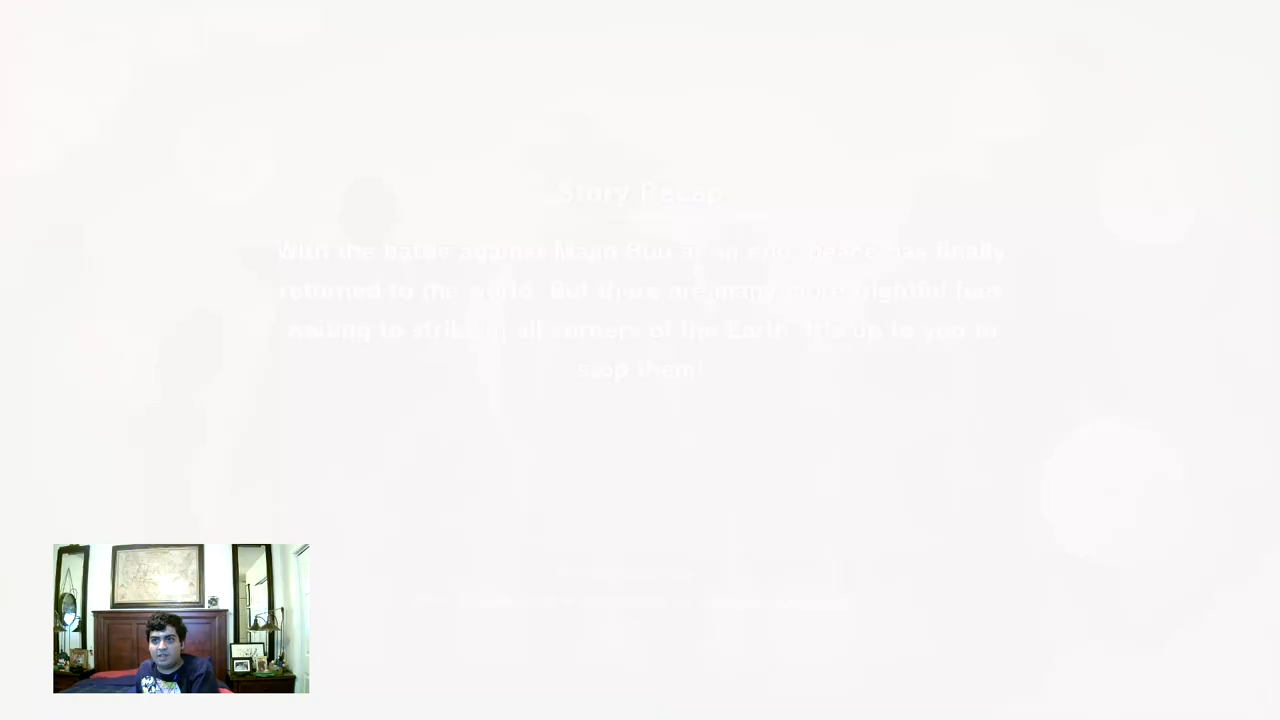 Story Recap
With the battle against Majin Buu at an end, peace has finally
returned to the world. But there are many more frightful foes
waiting to strike in all corners of the Earth. It's up to you to
stop them!